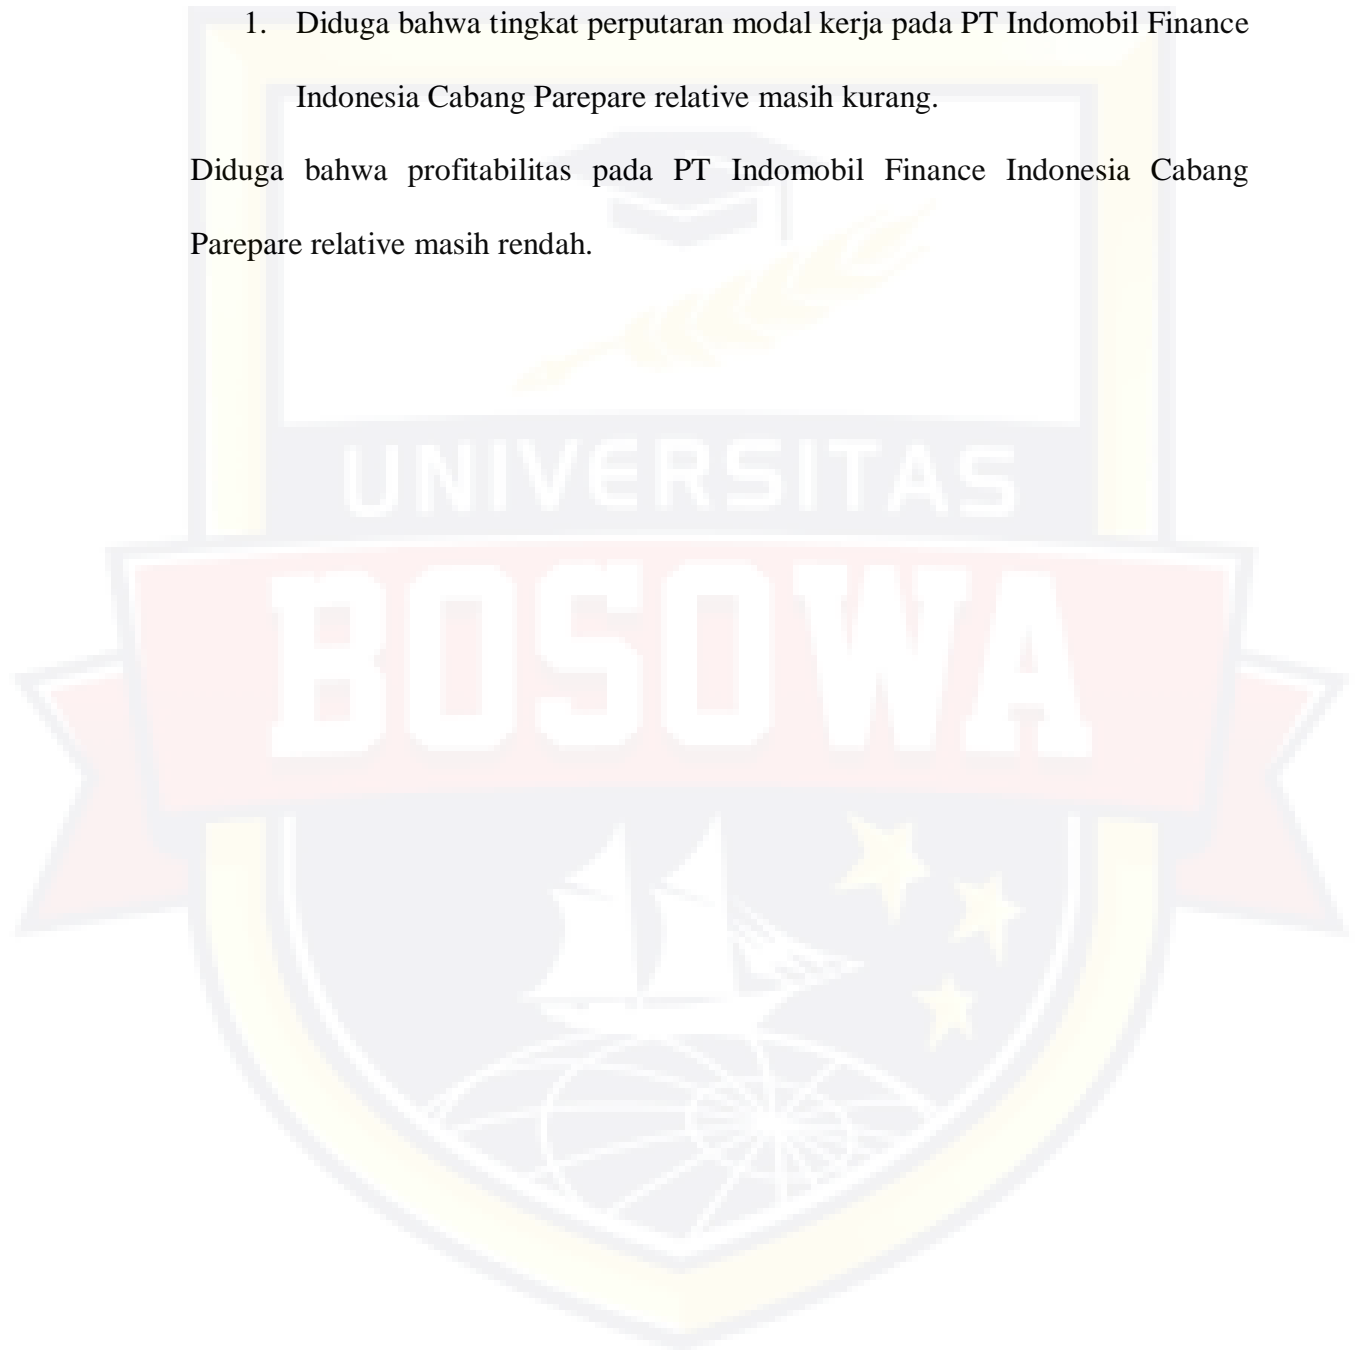 1. Diduga bahwa tingkat perputaran modal kerja pada PT Indomobil Finance
Indonesia Cabang Parepare relative masih kurang.
Diduga bahwa profitabilitas pada PT Indomobil Finance Indonesia Cabang
Parepare relative masih rendah.
UNIVERSITAS
BOSOWA